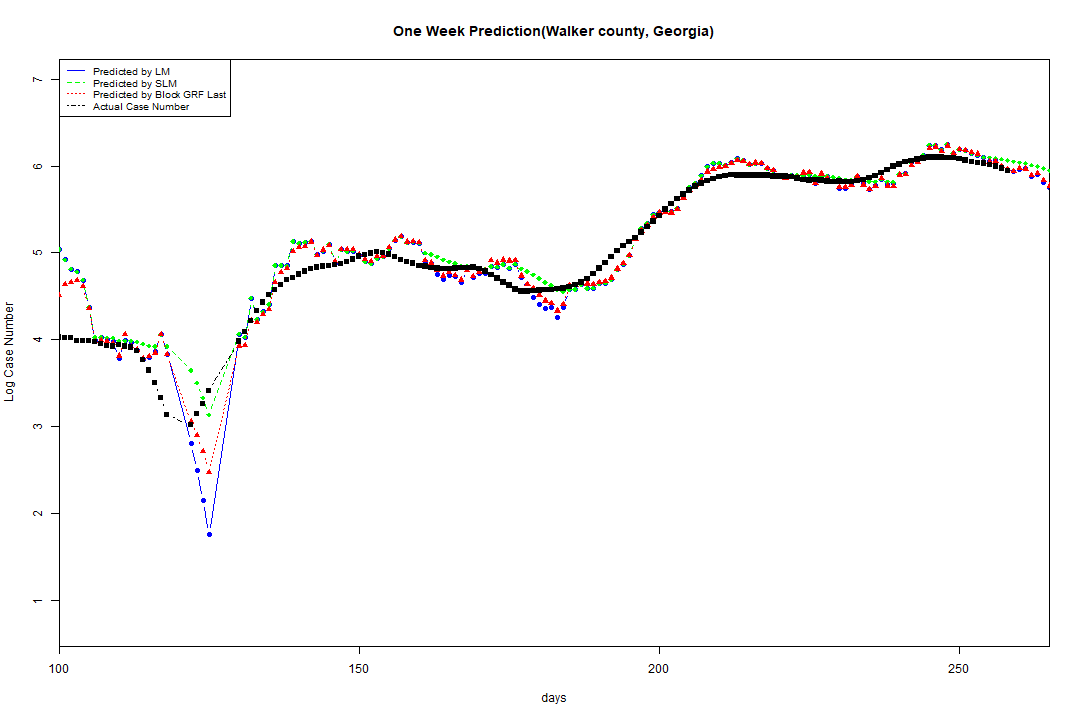 One Week Prediction(Walker county, Georgia)
Predicted by LM
Predicted by SLM
Predicted by Block GRF Last
Actual Case Number
7
6
5
4
3
2
1
Log Case Number
100 150 200 250
days